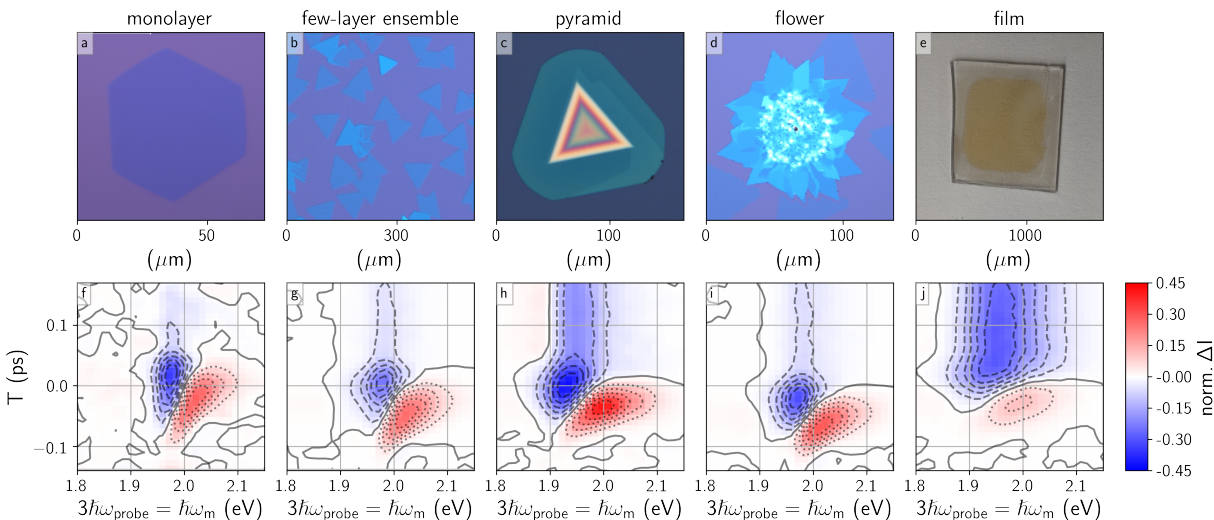 monolayer few-layer ensemble pyramid flower film
a b c d e
0 50 0 300 0 100 0 100 0 1000
(μm) (μm) (μm) (μm) (μm)
f g h i j
T (ps)
0.1
0.0
−0.1
1.8 1.9 2.0 2.1 1.8 1.9 2.0 2.1 1.8 1.9 2.0 2.1 1.8 1.9 2.0 2.1 1.8 1.9 2.0 2.1
3ħω_probe = ħω_m (eV) 3ħω_probe = ħω_m (eV) 3ħω_probe = ħω_m (eV) 3ħω_probe = ħω_m (eV) 3ħω_probe = ħω_m (eV)
0.45
0.30
0.15
-0.00
-0.15
-0.30
-0.45
norm. ΔI